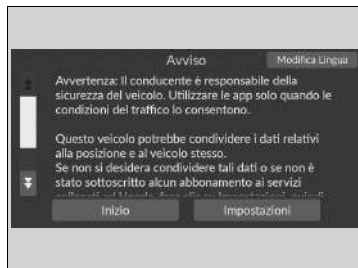 Avviso
Modifica Lingua
Avvertenza: Il conducente è responsabile della
sicurezza del veicolo. Utilizzare le app solo quando le
condizioni del traffico lo consentono.
Questo veicolo potrebbe condividere i dati relativi
alla posizione e al veicolo stesso.
Se non si desidera condividere tali dati o se non è
stato sottoscritto alcun abbonamento ai servizi
Inizio
Impostazioni